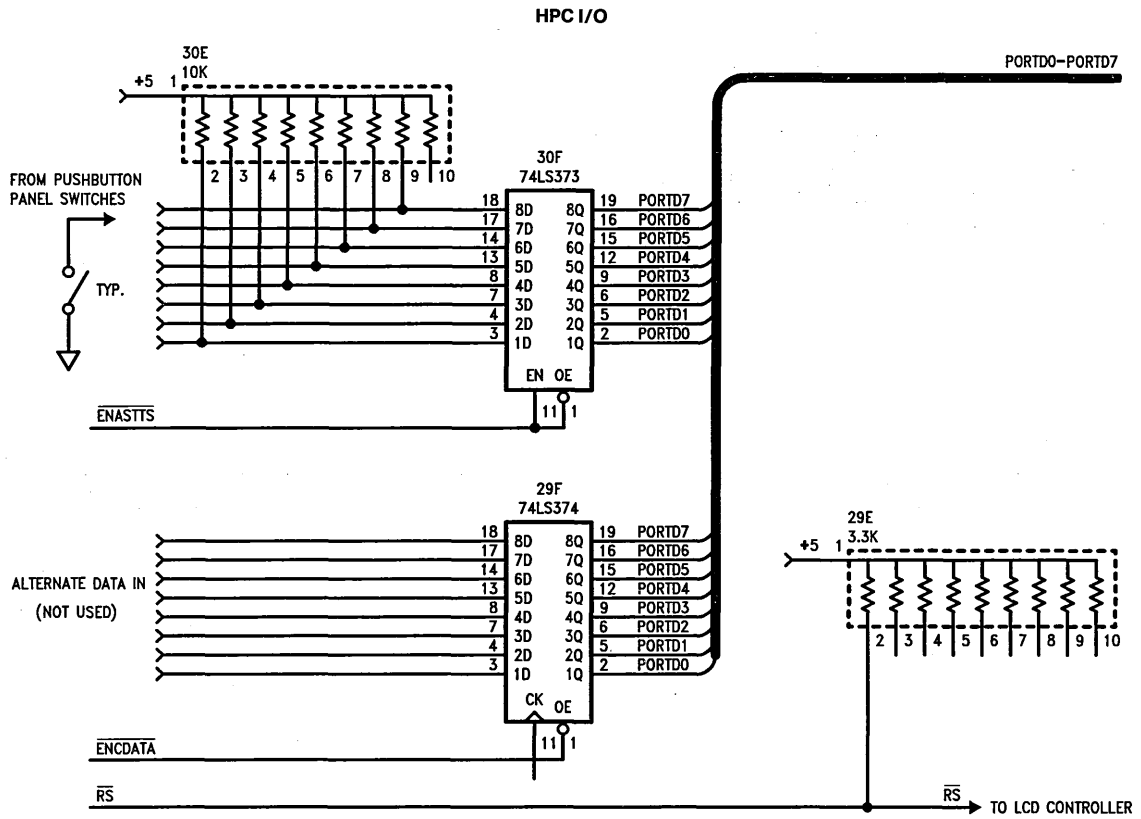 HPC I/O
PORTD0–PORTD7
30E
10K
+5 1
2 3 4 5 6 7 8 9 10
FROM PUSHBUTTON
PANEL SWITCHES
TYP.
30F
74LS373
18 8D 8Q 19 PORTD7
17 7D 7Q 16 PORTD6
14 6D 6Q 15 PORTD5
13 5D 5Q 12 PORTD4
8 4D 4Q 9 PORTD3
7 3D 3Q 6 PORTD2
4 2D 2Q 5 PORTD1
3 1D 1Q 2 PORTD0
EN OE
11 1
ENASTTS
29F
74LS374
18 8D 8Q 19 PORTD7
17 7D 7Q 16 PORTD6
14 6D 6Q 15 PORTD5
13 5D 5Q 12 PORTD4
8 4D 4Q 9 PORTD3
7 3D 3Q 6 PORTD2
4 2D 2Q 5 PORTD1
3 1D 1Q 2 PORTD0
CK OE
11 1
ALTERNATE DATA IN
(NOT USED)
ENCDATA
29E
3.3K
+5 1
2 3 4 5 6 7 8 9 10
RS
RS TO LCD CONTROLLER